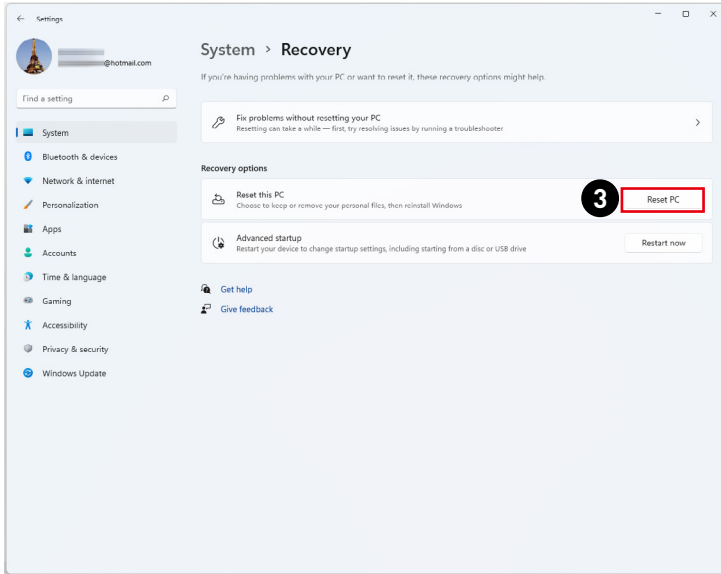 Settings
@hotmail.com
Find a setting
System
Bluetooth & devices
Network & internet
Personalization
Apps
Accounts
Time & language
Gaming
Accessibility
Privacy & security
Windows Update
System > Recovery
If you're having problems with your PC or want to reset it, these recovery options might help.
Fix problems without resetting your PC
Resetting can take a while — first, try resolving issues by running a troubleshooter
Recovery options
Reset this PC
Choose to keep or remove your personal files, then reinstall Windows
3
Reset PC
Advanced startup
Restart your device to change startup settings, including starting from a disc or USB drive
Restart now
Get help
Give feedback